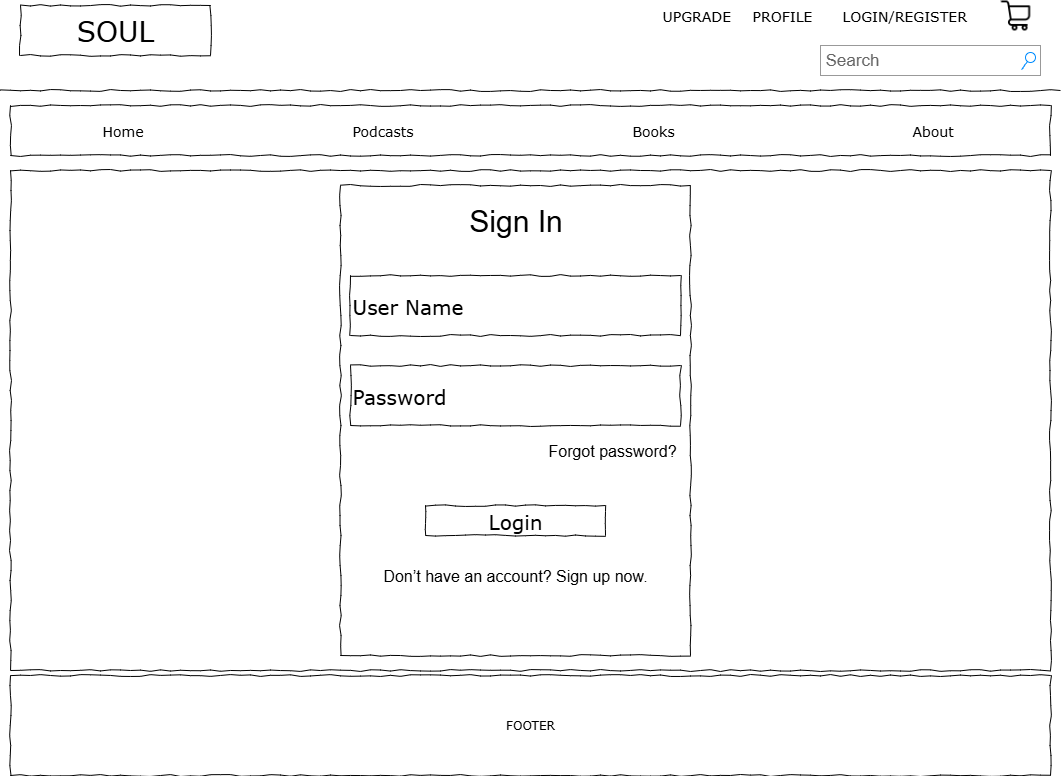 SOUL
UPGRADE PROFILE LOGIN/REGISTER
Search
Home Podcasts Books About
Sign In
User Name
Password
Forgot password?
Login
Don’t have an account? Sign up now.
FOOTER